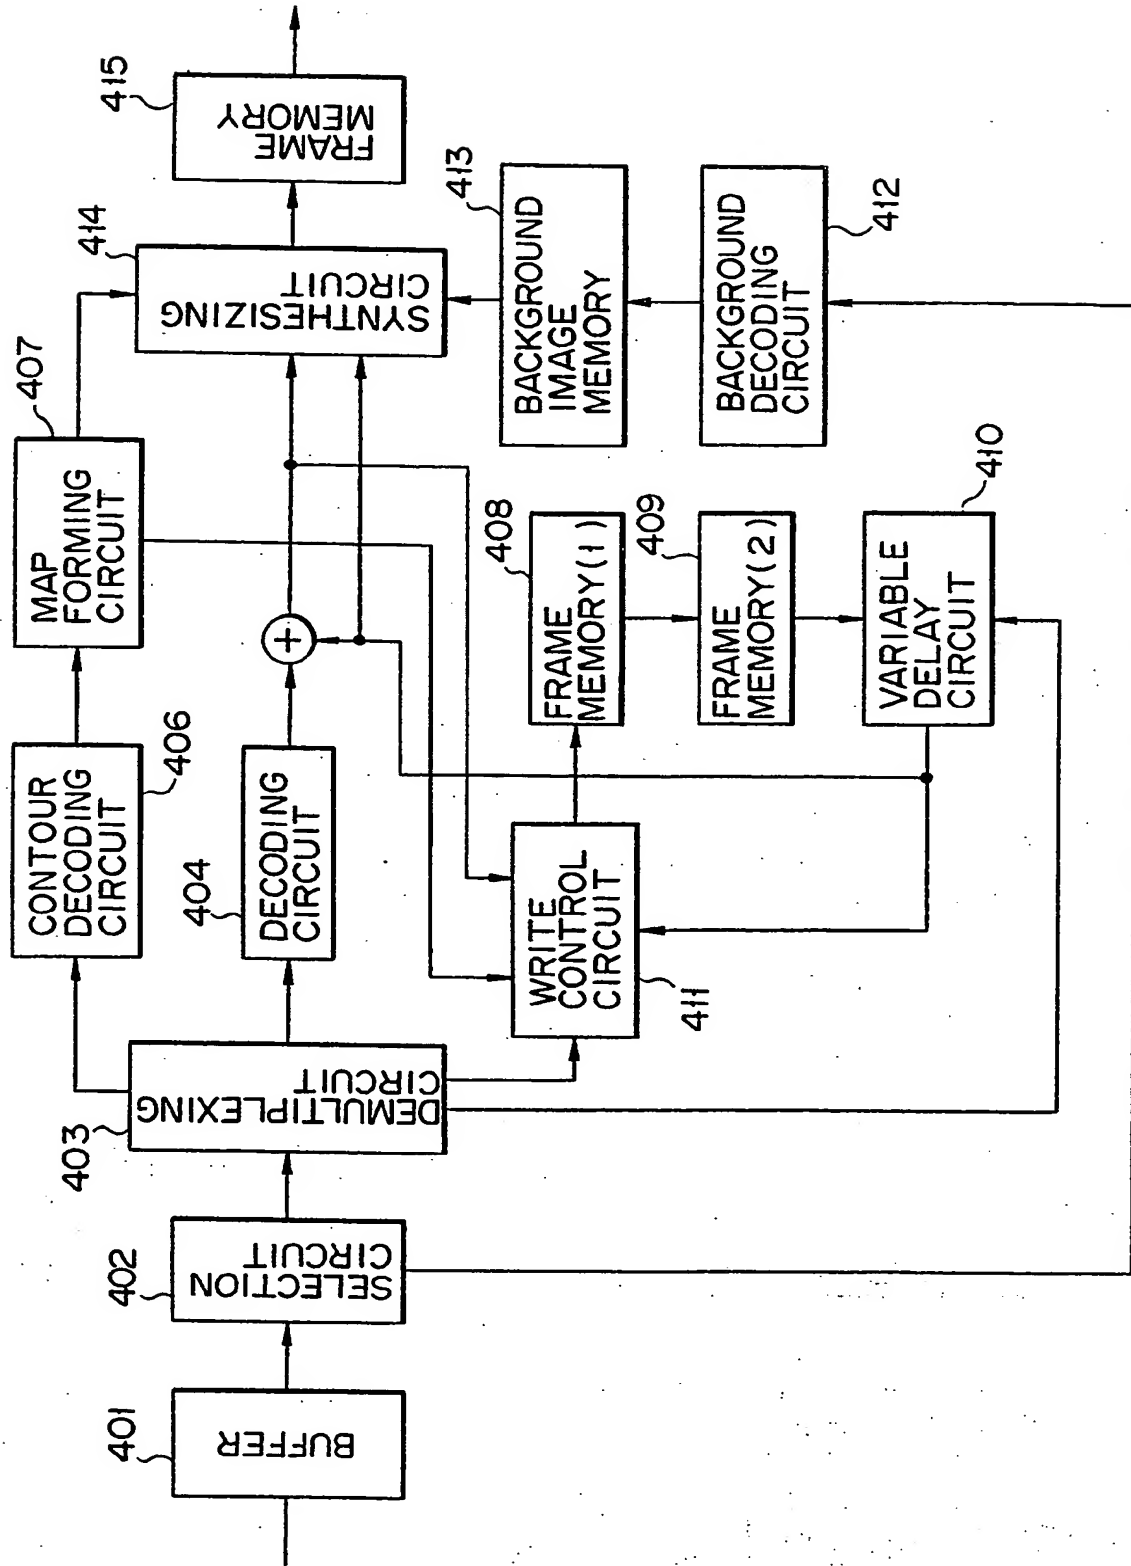 401
BUFFER
402
SELECTION
CIRCUIT
403
DEMULTIPLEXING
CIRCUIT
CONTOUR
DECODING
CIRCUIT
406
404
DECODING
CIRCUIT
MAP
FORMING
CIRCUIT
407
+
WRITE
CONTROL
CIRCUIT
411
FRAME
MEMORY(1)
408
FRAME
MEMORY(2)
409
VARIABLE
DELAY
CIRCUIT
410
BACKGROUND
DECODING
CIRCUIT
412
BACKGROUND
IMAGE
MEMORY
413
414
SYNTHESIZING
CIRCUIT
415
FRAME
MEMORY